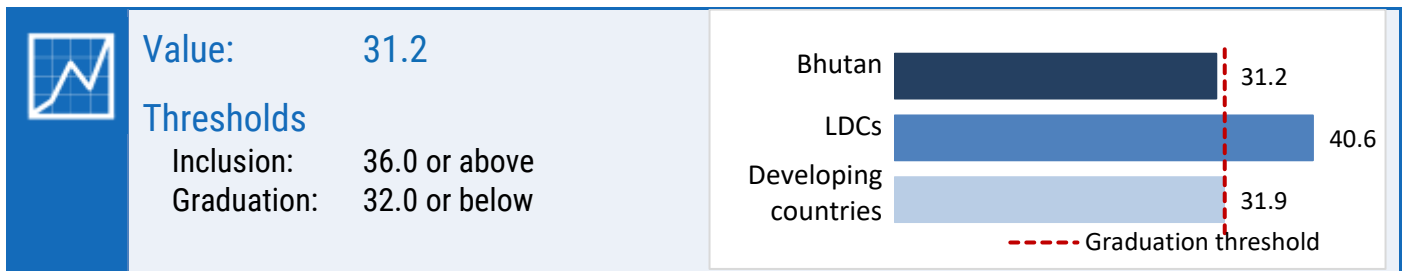 Value: 31.2
Thresholds
Inclusion: 36.0 or above
Graduation: 32.0 or below
Bhutan 31.2
LDCs 40.6
Developing
countries 31.9
Graduation threshold